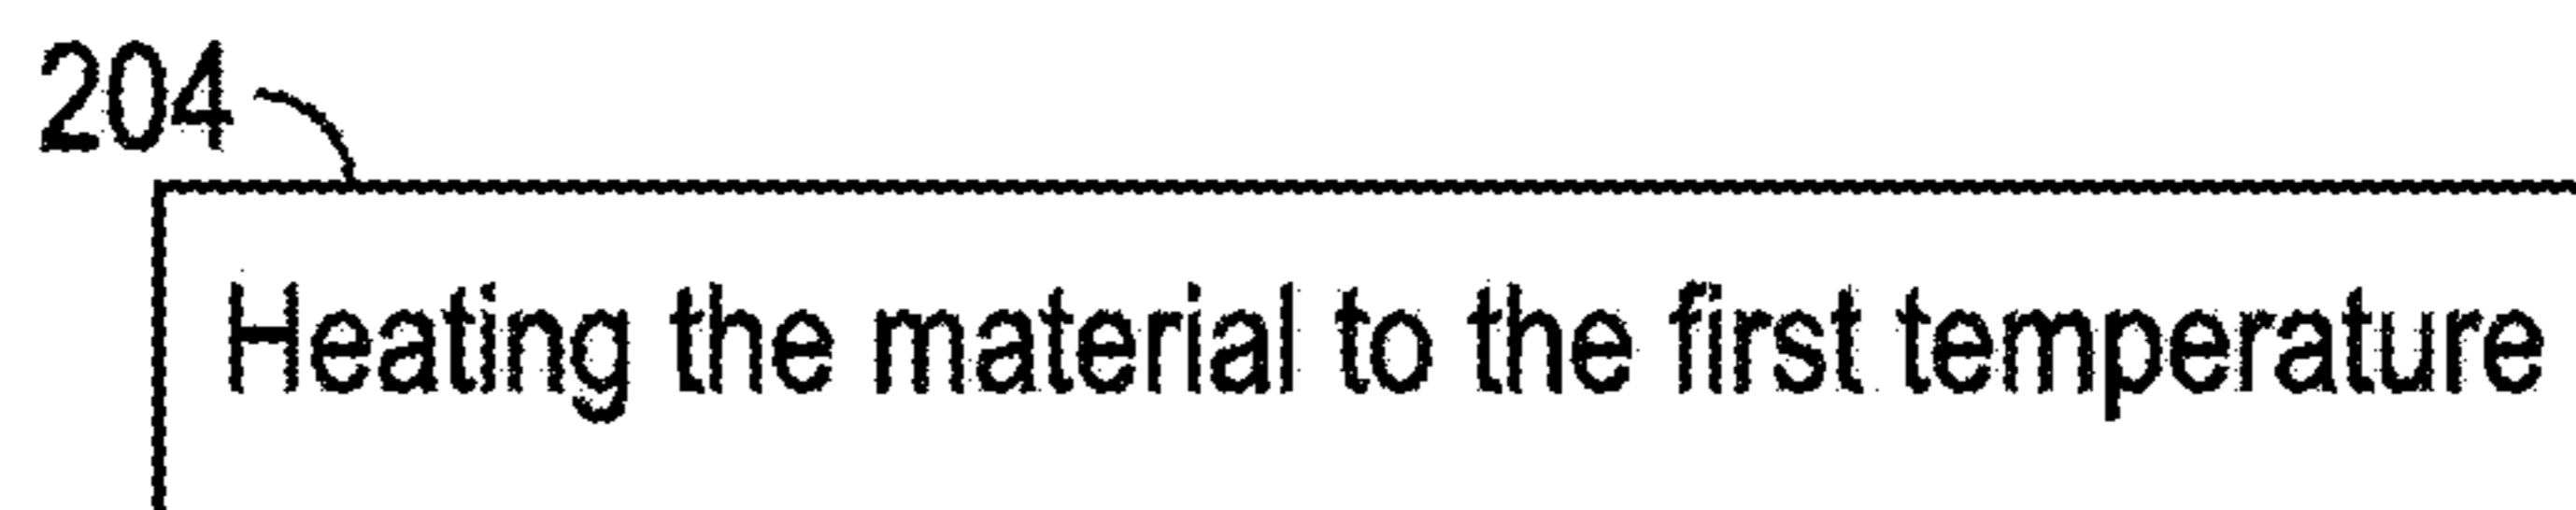 204
Heating the material to the first temperature